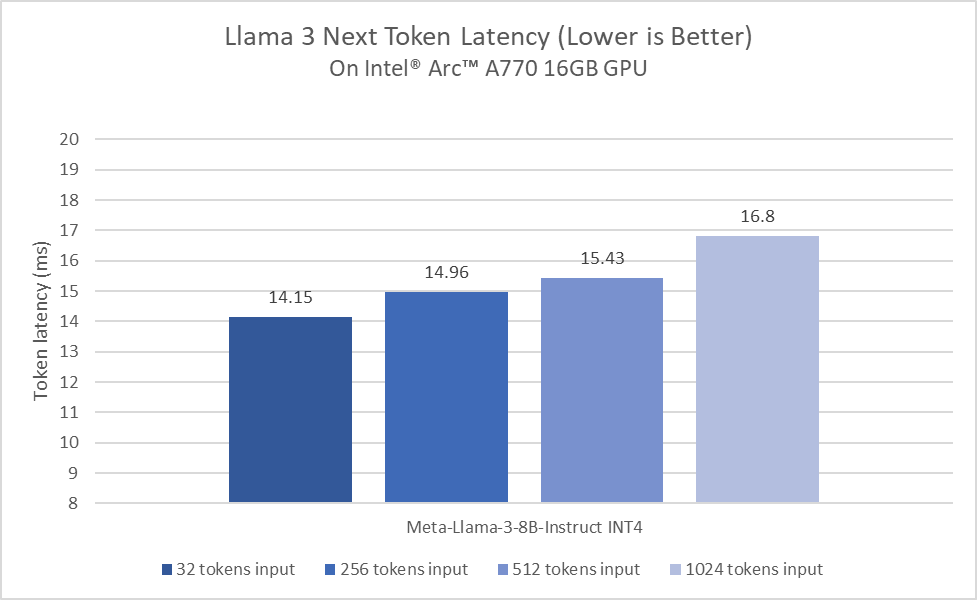 Llama 3 Next Token Latency (Lower is Better)
On Intel® Arc™ A770 16GB GPU
Token latency (ms)
20
19
18
17
16
15
14
13
12
11
10
9
8
14.15
14.96
15.43
16.8
Meta-Llama-3-8B-Instruct INT4
32 tokens input
256 tokens input
512 tokens input
1024 tokens input